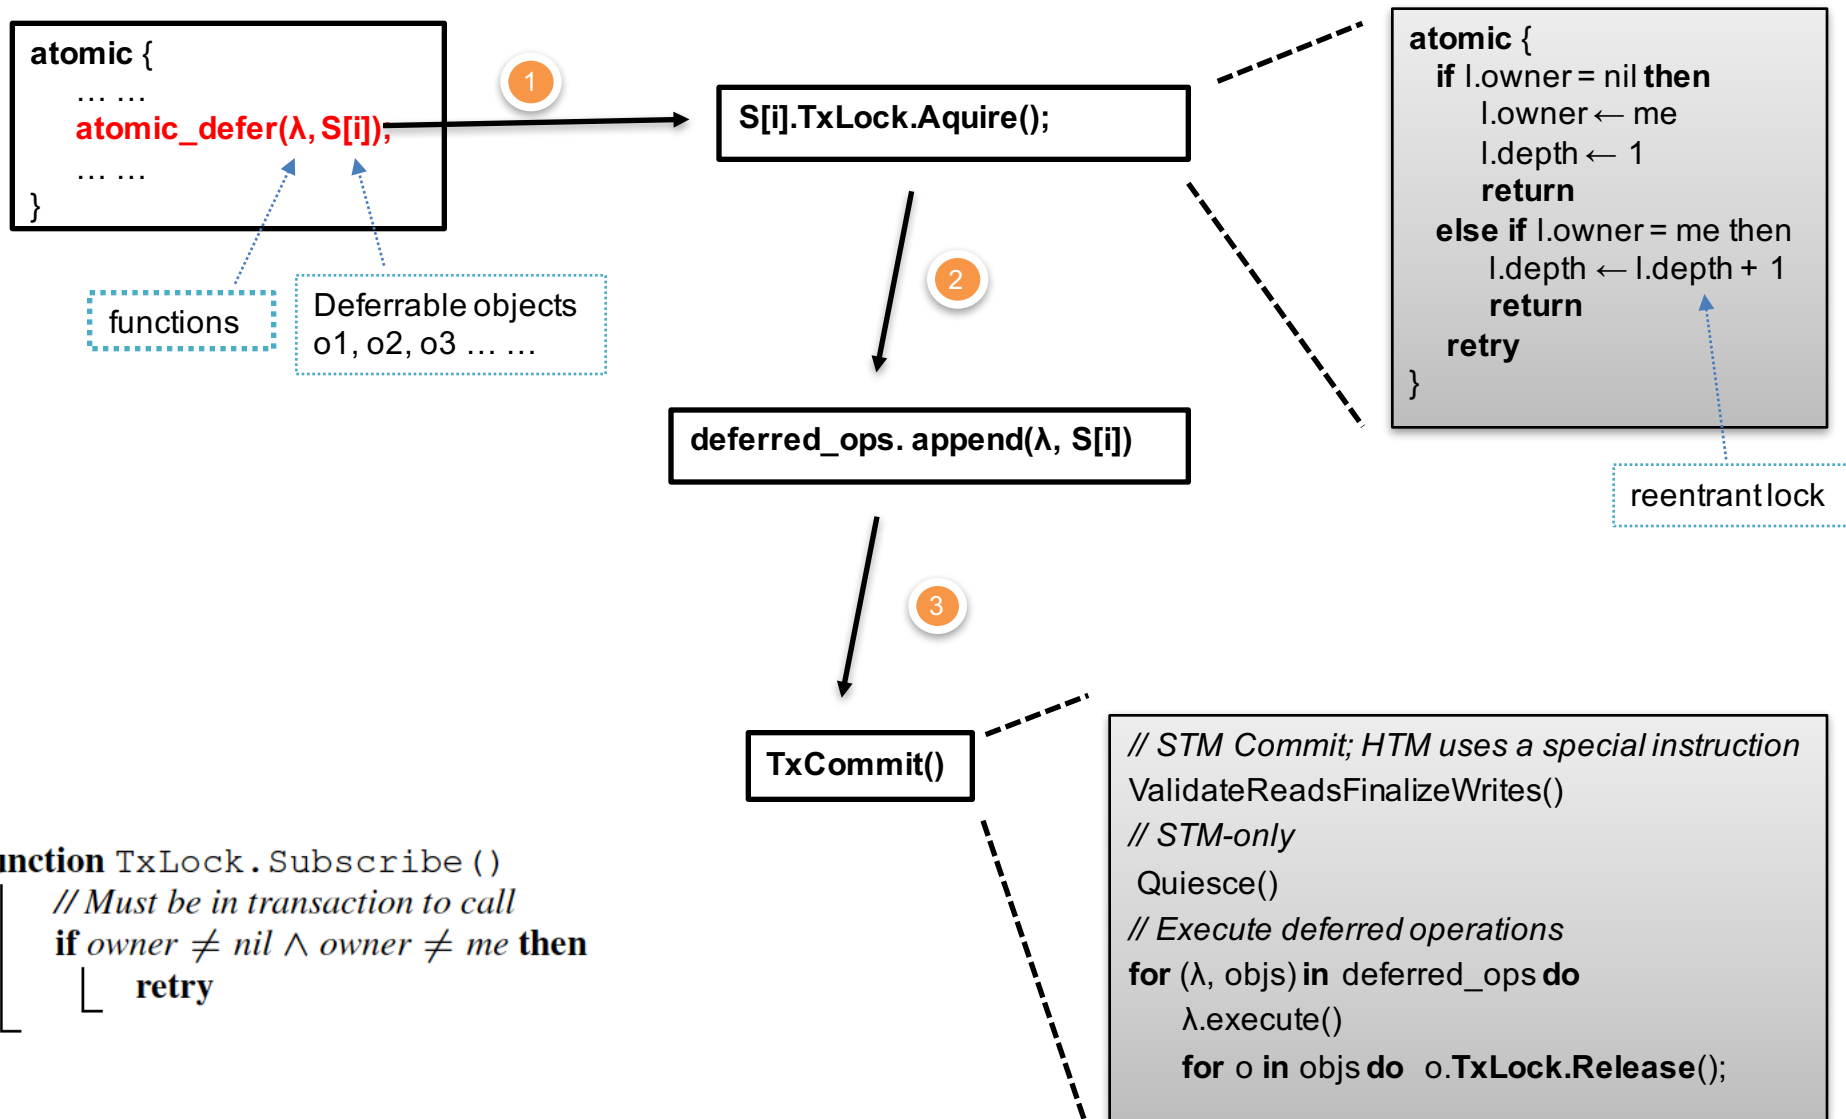 atomic {
… …
atomic_defer(λ, S[i]);
… …
}
functions
Deferrable objects
o1, o2, o3 … …
1
S[i].TxLock.Aquire();
atomic {
if l.owner = nil then
l.owner ← me
l.depth ← 1
return
else if l.owner = me then
l.depth ← l.depth + 1
return
retry
}
reentrant lock
2
deferred_ops. append(λ, S[i])
3
TxCommit()
// STM Commit; HTM uses a special instruction
ValidateReadsFinalizeWrites()
// STM-only
Quiesce()
// Execute deferred operations
for (λ, objs) in deferred_ops do
λ.execute()
for o in objs do o.TxLock.Release();
unction TxLock.Subscribe()
// Must be in transaction to call
if owner ≠ nil ∧ owner ≠ me then
retry